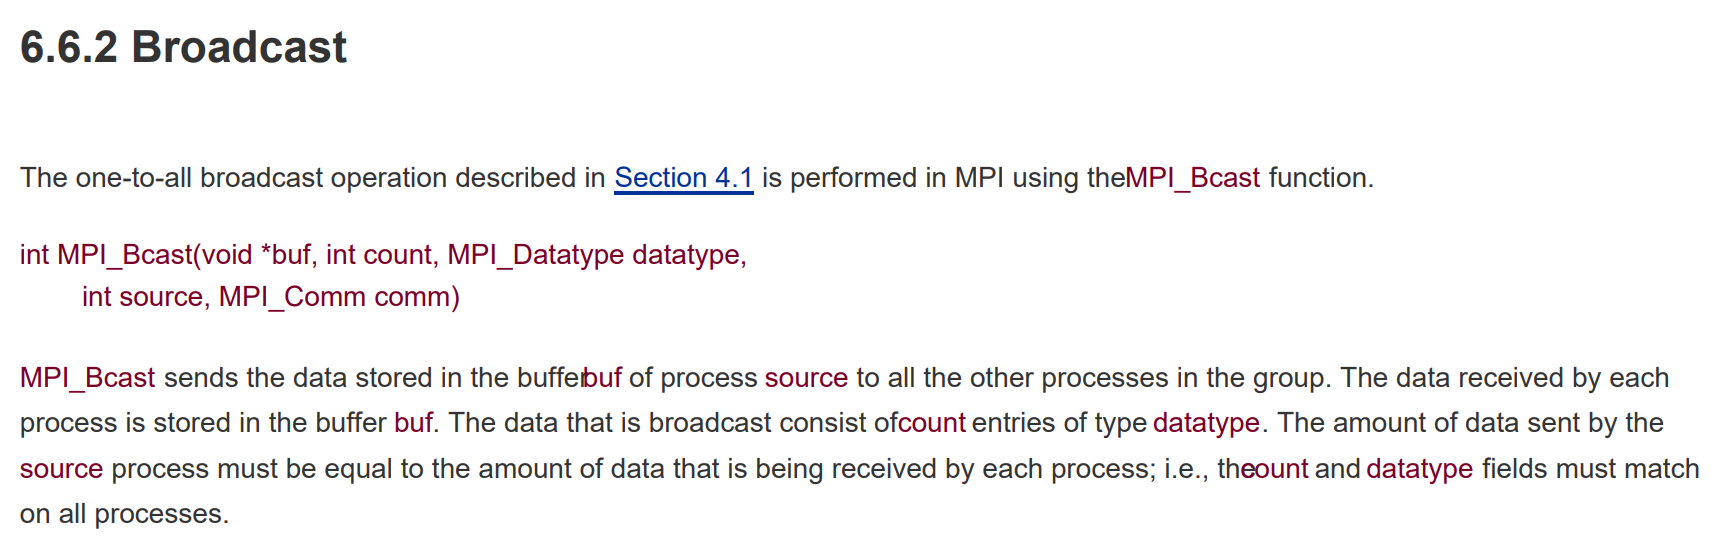 6.6.2 Broadcast
The one-to-all broadcast operation described in Section 4.1 is performed in MPI using theMPI_Bcast function.
int MPI_Bcast(void *buf, int count, MPI_Datatype datatype,
int source, MPI_Comm comm)
MPI_Bcast sends the data stored in the bufferbuf of process source to all the other processes in the group. The data received by each
process is stored in the buffer buf. The data that is broadcast consist ofcount entries of type datatype. The amount of data sent by the
source process must be equal to the amount of data that is being received by each process; i.e., thecount and datatype fields must match
on all processes.